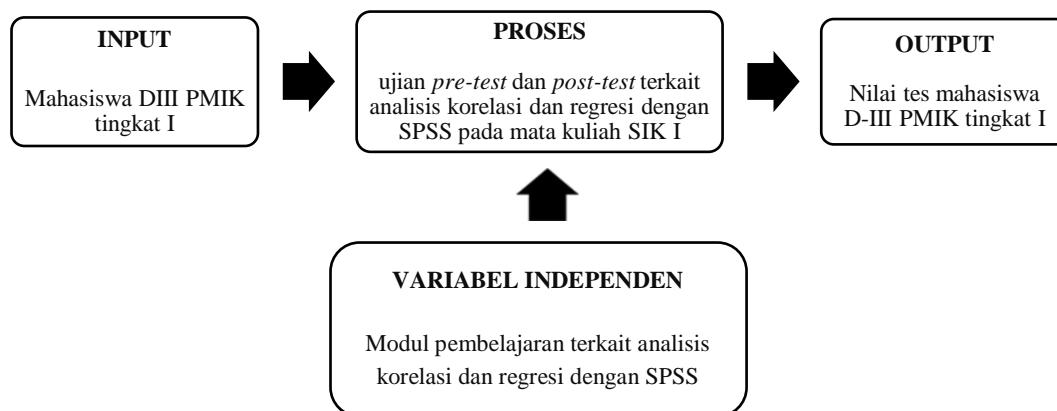 INPUT
Mahasiswa DIII PMIK
tingkat I
PROSES
ujian pre-test dan post-test terkait
analisis korelasi dan regresi dengan
SPSS pada mata kuliah SIK I
OUTPUT
Nilai tes mahasiswa
D-III PMIK tingkat I
VARIABEL INDEPENDEN
Modul pembelajaran terkait analisis
korelasi dan regresi dengan SPSS